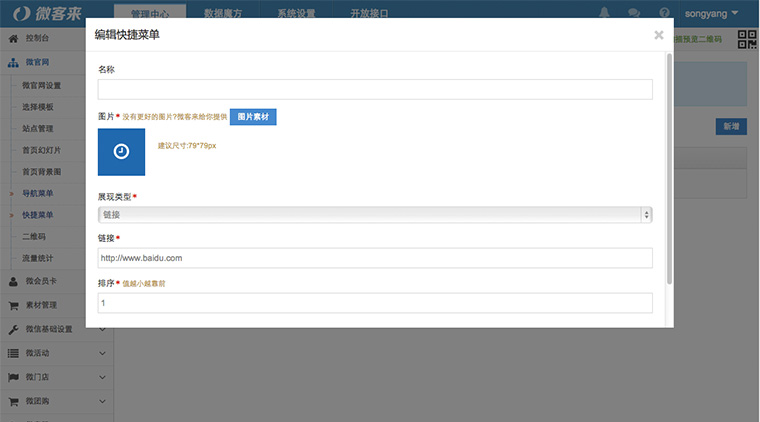 微客来
管理中心
数据魔方
系统设置
开放接口
songyang
编辑快捷菜单
预览二维码
控制台
微官网
微官网设置
选择模板
站点管理
首页幻灯片
首页背景图
导航菜单
快捷菜单
二维码
流量统计
微会员卡
素材管理
微信基础设置
微活动
微门店
微团购
名称
图片* 没有更好的图片?微客来给你提供 图片素材
建议尺寸:79*79px
展现类型*
链接
链接*
http://www.baidu.com
排序* 值越小越靠前
1
新增